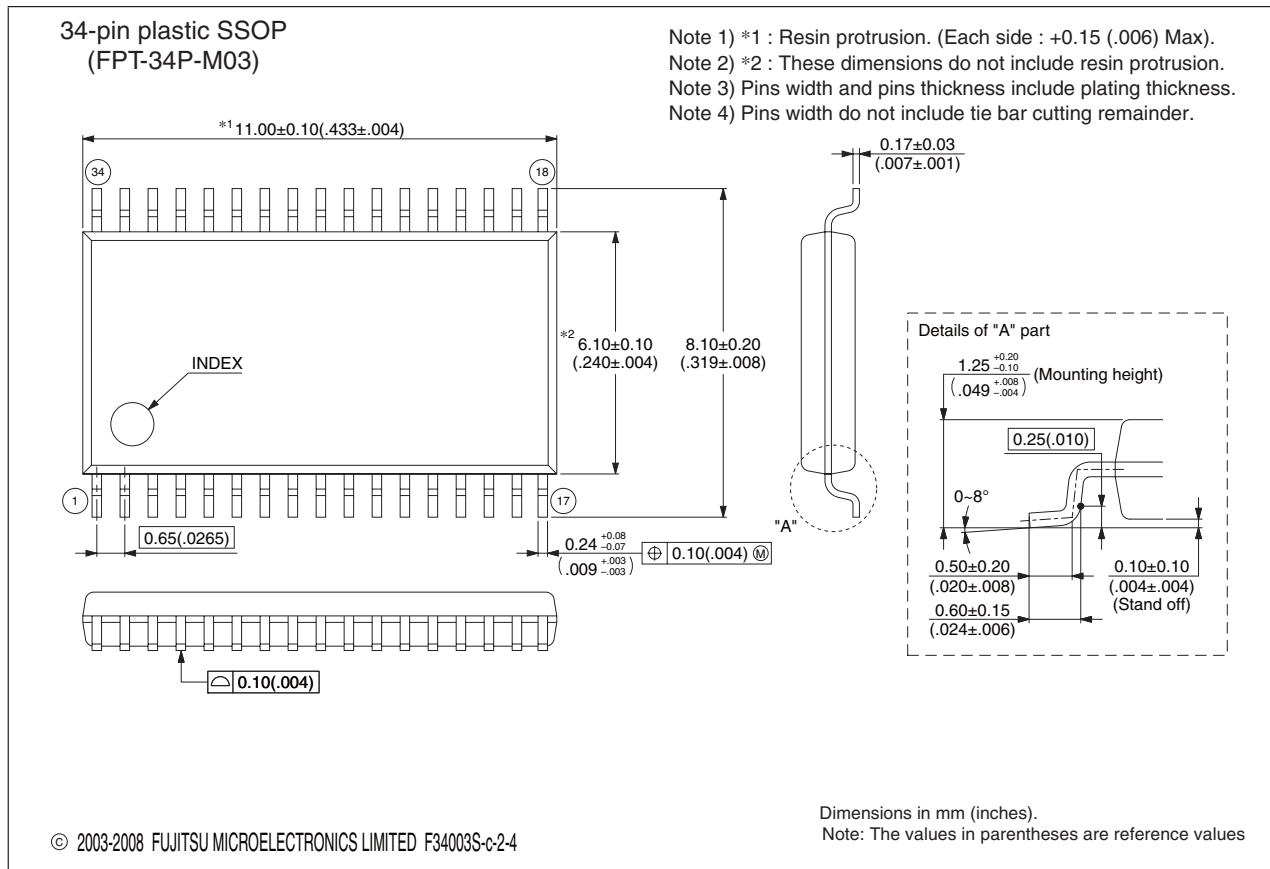 34-pin plastic SSOP
(FPT-34P-M03)
Note 1) *1 : Resin protrusion. (Each side : +0.15 (.006) Max).
Note 2) *2 : These dimensions do not include resin protrusion.
Note 3) Pins width and pins thickness include plating thickness.
Note 4) Pins width do not include tie bar cutting remainder.
*1 11.00±0.10(.433±.004)
0.17±0.03
(.007±.001)
34
18
*2 6.10±0.10
(.240±.004)
8.10±0.20
(.319±.008)
INDEX
Details of "A" part
1.25 +0.20 −0.10
(.049 +.008 −.004)
(Mounting height)
0.25(.010)
0~8°
1
17
"A"
0.65(.0265)
0.24 +0.08 −0.07
(.009 +.003 −.003)
⌖ 0.10(.004) Ⓜ
0.50±0.20
(.020±.008)
0.60±0.15
(.024±.006)
0.10±0.10
(.004±.004)
(Stand off)
⌓ 0.10(.004)
Dimensions in mm (inches).
Note: The values in parentheses are reference values
© 2003-2008 FUJITSU MICROELECTRONICS LIMITED F34003S-c-2-4